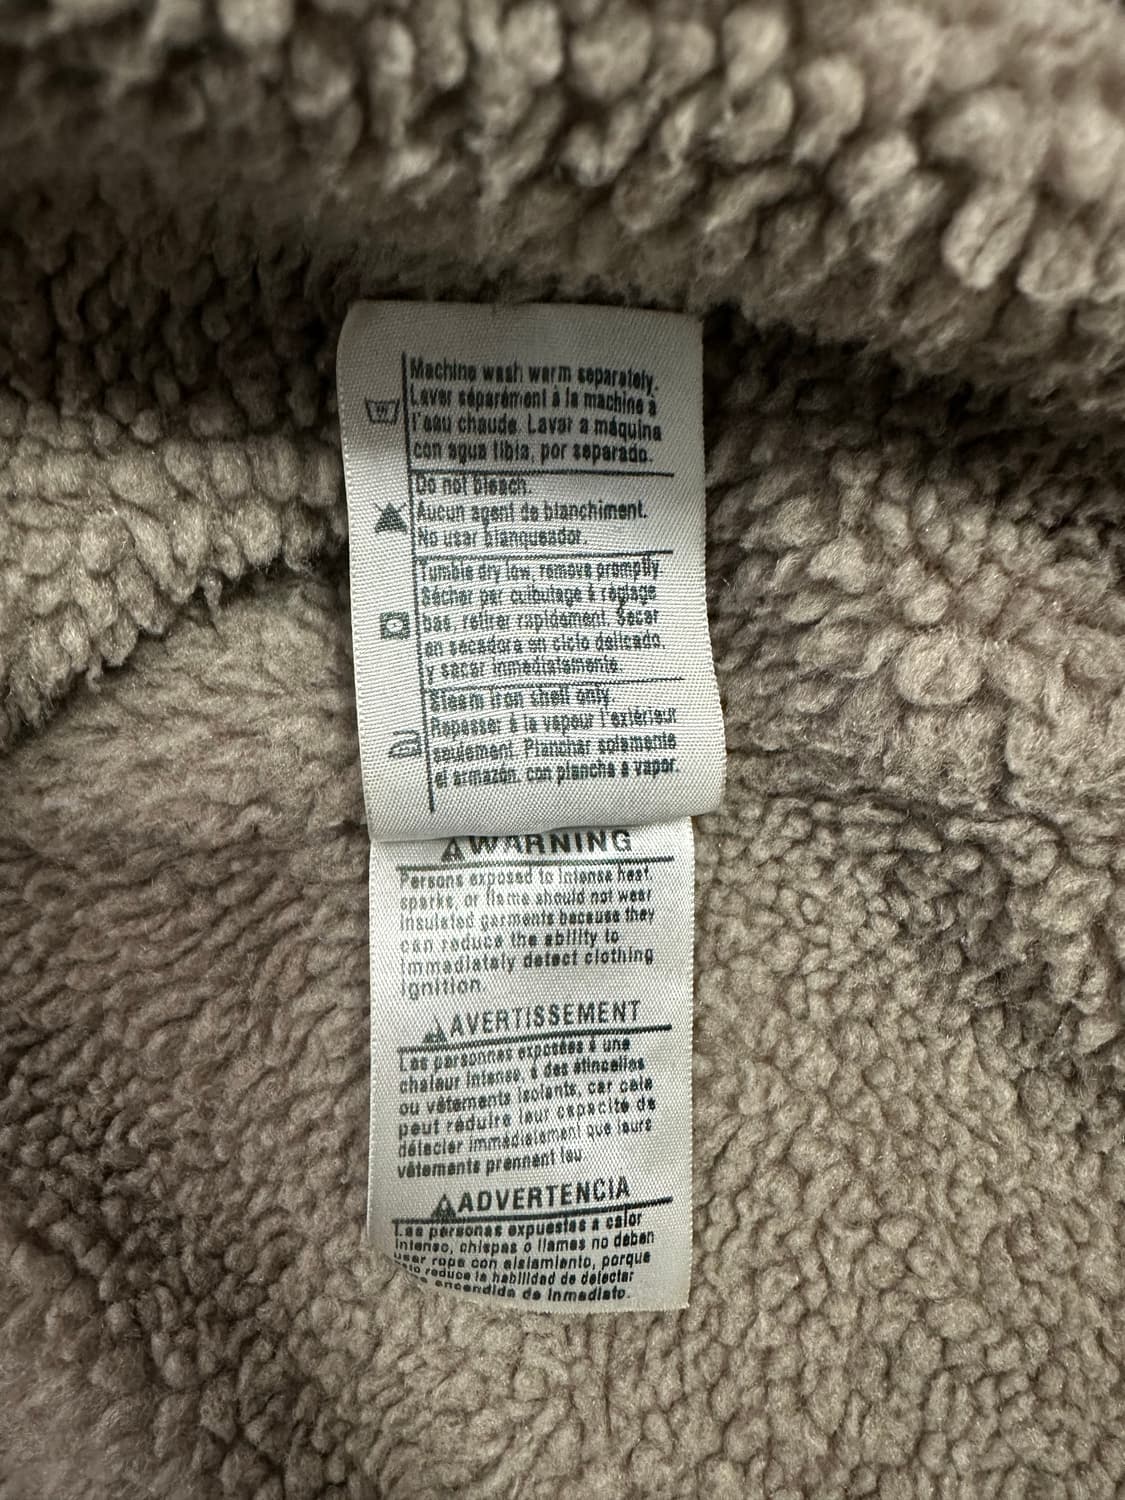 Machine wash warm separately.
Laver séparément à la machine à
l'eau chaude. Lavar a máquina
con agua tibia, por separado.
Do not bleach.
Aucun agent de blanchiment.
No usar blanqueador.
Tumble dry low, remove promptly
Sécher par culbutage à réglage
bas, retirer rapidement. Secar
en secadora en ciclo delicado,
y sacar inmediatamente.
Steam iron shell only.
Repasser à la vapeur l'extérieur
seulement. Planchar solamente
el armazón, con plancha a vapor.
WARNING
Persons exposed to intense heat,
sparks, or flame should not wear
insulated garments because they
can reduce the ability to
immediately detect clothing
ignition.
AVERTISSEMENT
Les personnes exposées à une
chaleur intense, à des étincelles
ou vêtements isolants, car cela
peut réduire leur capacité de
détecter immédiatement que leurs
vêtements prennent feu.
ADVERTENCIA
Las personas expuestas a calor
intenso, chispas o llamas no deben
usar ropa con aislamiento, porque
reduce la habilidad de detectar
encendida de inmediato.